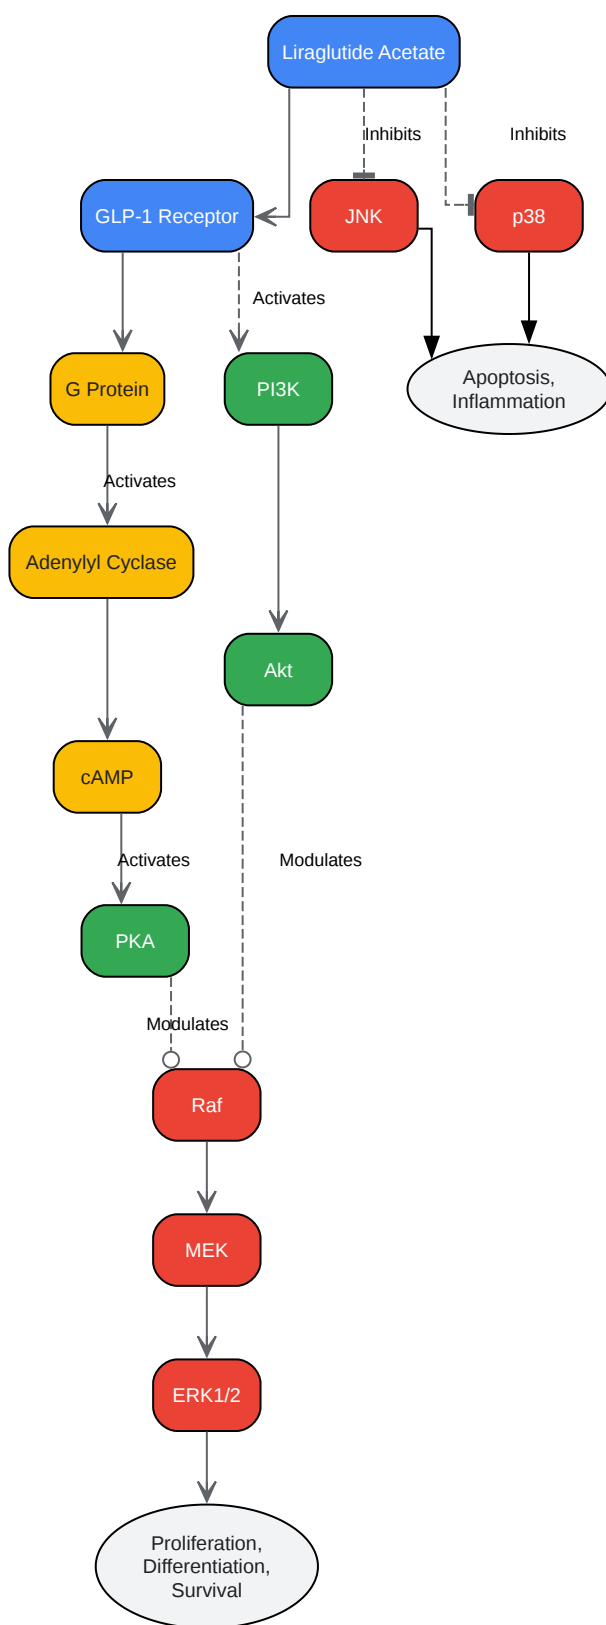 Liraglutide Acetate
Inhibits
Inhibits
GLP-1 Receptor
JNK
p38
Activates
G Protein
PI3K
Apoptosis,
Inflammation
Activates
Adenylyl Cyclase
Akt
cAMP
Activates
Modulates
PKA
Modulates
Raf
MEK
ERK1/2
Proliferation,
Differentiation,
Survival